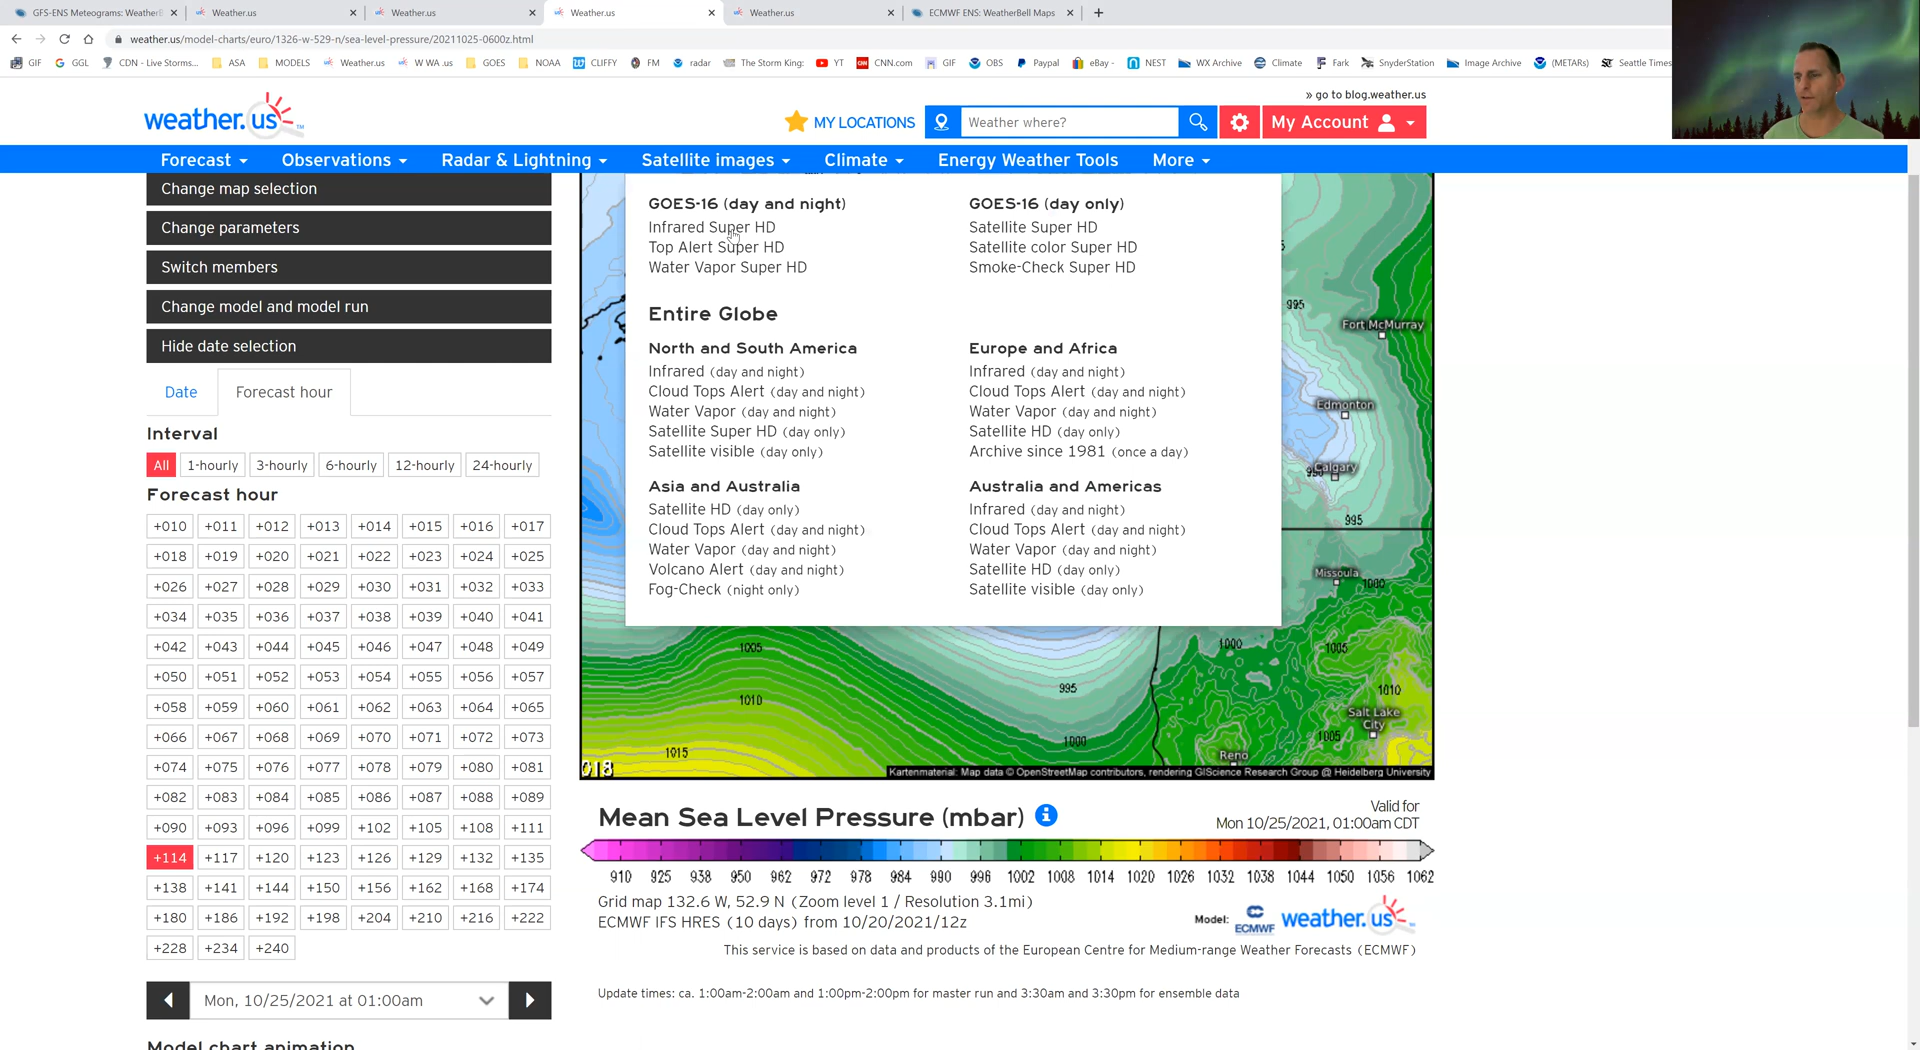 GFS-ENS Meteograms: WeatherB
Weather.us
Weather.us
Weather.us
Weather.us
ECMWF ENS: WeatherBell Maps
weather.us/model-charts/euro/1326-w-529-n/sea-level-pressure/20211025-0600z.html
GIF
GGL
CDN - Live Storms...
ASA
MODELS
Weather.us
W WA .us
GOES
NOAA
CLIFFY
FM
radar
The Storm King:
YT
CNN.com
GIF
OBS
Paypal
eBay -
NEST
WX Archive
Climate
Fark
SnyderStation
Image Archive
(METARs)
Seattle Times
» go to blog.weather.us
weather.us
MY LOCATIONS
Weather where?
My Account
Forecast
Observations
Radar & Lightning
Satellite images
Climate
Energy Weather Tools
More
Change map selection
Change parameters
Switch members
Change model and model run
Hide date selection
Date
Forecast hour
Interval
All
1-hourly
3-hourly
6-hourly
12-hourly
24-hourly
Forecast hour
+010 +011 +012 +013 +014 +015 +016 +017
+018 +019 +020 +021 +022 +023 +024 +025
+026 +027 +028 +029 +030 +031 +032 +033
+034 +035 +036 +037 +038 +039 +040 +041
+042 +043 +044 +045 +046 +047 +048 +049
+050 +051 +052 +053 +054 +055 +056 +057
+058 +059 +060 +061 +062 +063 +064 +065
+066 +067 +068 +069 +070 +071 +072 +073
+074 +075 +076 +077 +078 +079 +080 +081
+082 +083 +084 +085 +086 +087 +088 +089
+090 +093 +096 +099 +102 +105 +108 +111
+114 +117 +120 +123 +126 +129 +132 +135
+138 +141 +144 +150 +156 +162 +168 +174
+180 +186 +192 +198 +204 +210 +216 +222
+228 +234 +240
Mon, 10/25/2021 at 01:00am
Model chart animation
GOES-16 (day and night)
Infrared Super HD
Top Alert Super HD
Water Vapor Super HD
GOES-16 (day only)
Satellite Super HD
Satellite color Super HD
Smoke-Check Super HD
Entire Globe
North and South America
Infrared (day and night)
Cloud Tops Alert (day and night)
Water Vapor (day and night)
Satellite Super HD (day only)
Satellite visible (day only)
Europe and Africa
Infrared (day and night)
Cloud Tops Alert (day and night)
Water Vapor (day and night)
Satellite HD (day only)
Archive since 1981 (once a day)
Asia and Australia
Satellite HD (day only)
Cloud Tops Alert (day and night)
Water Vapor (day and night)
Volcano Alert (day and night)
Fog-Check (night only)
Australia and Americas
Infrared (day and night)
Cloud Tops Alert (day and night)
Water Vapor (day and night)
Satellite HD (day only)
Satellite visible (day only)
995
Fort McMurray
Edmonton
Calgary
995
Missoula
1000
1005
1000
1005
995
1010
1010
Salt Lake
City
1005
1000
1015
Reno
018
Kartenmaterial: Map data © OpenStreetMap contributors, rendering GIScience Research Group @ Heidelberg University
Mean Sea Level Pressure (mbar)
Valid for
Mon 10/25/2021, 01:00am CDT
910 925 938 950 962 972 978 984 990 996 1002 1008 1014 1020 1026 1032 1038 1044 1050 1056 1062
Grid map 132.6 W, 52.9 N (Zoom level 1 / Resolution 3.1mi)
ECMWF IFS HRES (10 days) from 10/20/2021/12z
Model:
ECMWF
weather.us
This service is based on data and products of the European Centre for Medium-range Weather Forecasts (ECMWF)
Update times: ca. 1:00am-2:00am and 1:00pm-2:00pm for master run and 3:30am and 3:30pm for ensemble data